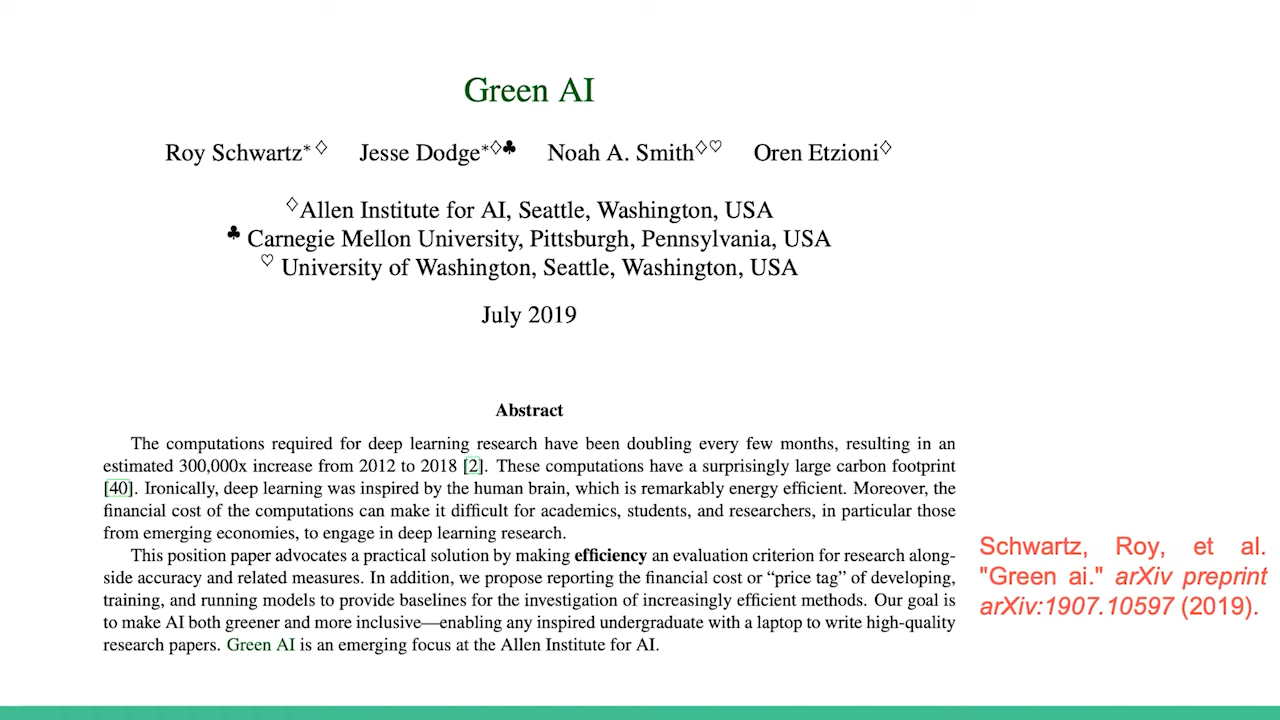 Green AI
Roy Schwartz*♢ Jesse Dodge*♢♣ Noah A. Smith♢♡ Oren Etzioni♢
♢Allen Institute for AI, Seattle, Washington, USA
♣ Carnegie Mellon University, Pittsburgh, Pennsylvania, USA
♡ University of Washington, Seattle, Washington, USA
July 2019
Abstract
The computations required for deep learning research have been doubling every few months, resulting in an
estimated 300,000x increase from 2012 to 2018 [2]. These computations have a surprisingly large carbon footprint
[40]. Ironically, deep learning was inspired by the human brain, which is remarkably energy efficient. Moreover, the
financial cost of the computations can make it difficult for academics, students, and researchers, in particular those
from emerging economies, to engage in deep learning research.
This position paper advocates a practical solution by making efficiency an evaluation criterion for research along-
side accuracy and related measures. In addition, we propose reporting the financial cost or “price tag” of developing,
training, and running models to provide baselines for the investigation of increasingly efficient methods. Our goal is
to make AI both greener and more inclusive—enabling any inspired undergraduate with a laptop to write high-quality
research papers. Green AI is an emerging focus at the Allen Institute for AI.
Schwartz, Roy, et al.
"Green ai." arXiv preprint
arXiv:1907.10597 (2019).